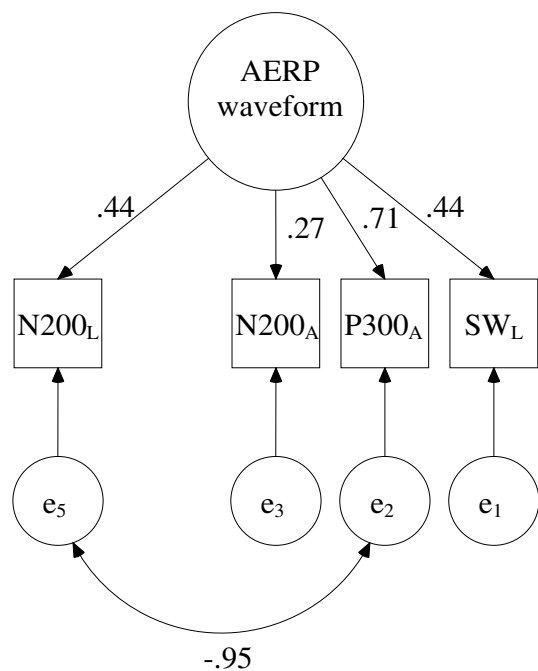 AERP
waveform
.44
.27
.71
.44
N200L
N200A
P300A
SWL
e5
e3
e2
e1
-.95